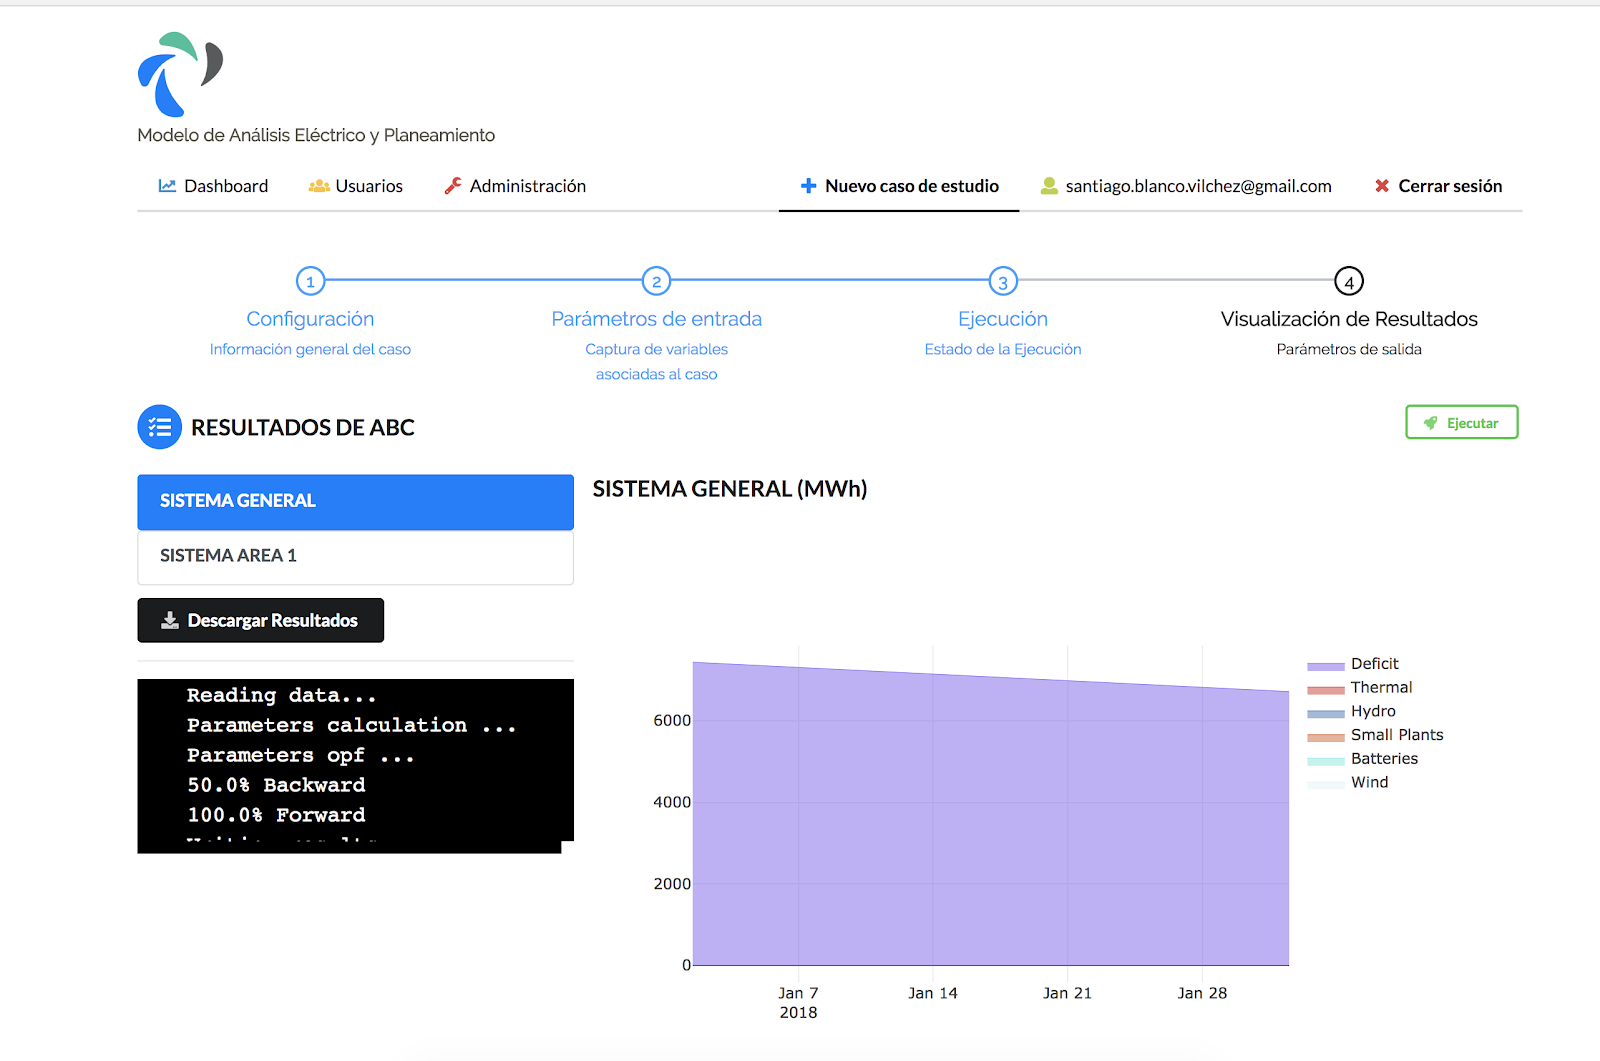 Modelo de Análisis Eléctrico y Planeamiento
Dashboard
Usuarios
Administración
Nuevo caso de estudio
santiago.blanco.vilchez@gmail.com
Cerrar sesión
1
2
3
4
Configuración
Información general del caso
Parámetros de entrada
Captura de variables
asociadas al caso
Ejecución
Estado de la Ejecución
Visualización de Resultados
Parámetros de salida
RESULTADOS DE ABC
Ejecutar
SISTEMA GENERAL
SISTEMA AREA 1
Descargar Resultados
Reading data...
Parameters calculation ...
Parameters opf ...
50.0% Backward
100.0% Forward
SISTEMA GENERAL (MWh)
6000
4000
2000
0
Jan 7
2018
Jan 14
Jan 21
Jan 28
Deficit
Thermal
Hydro
Small Plants
Batteries
Wind